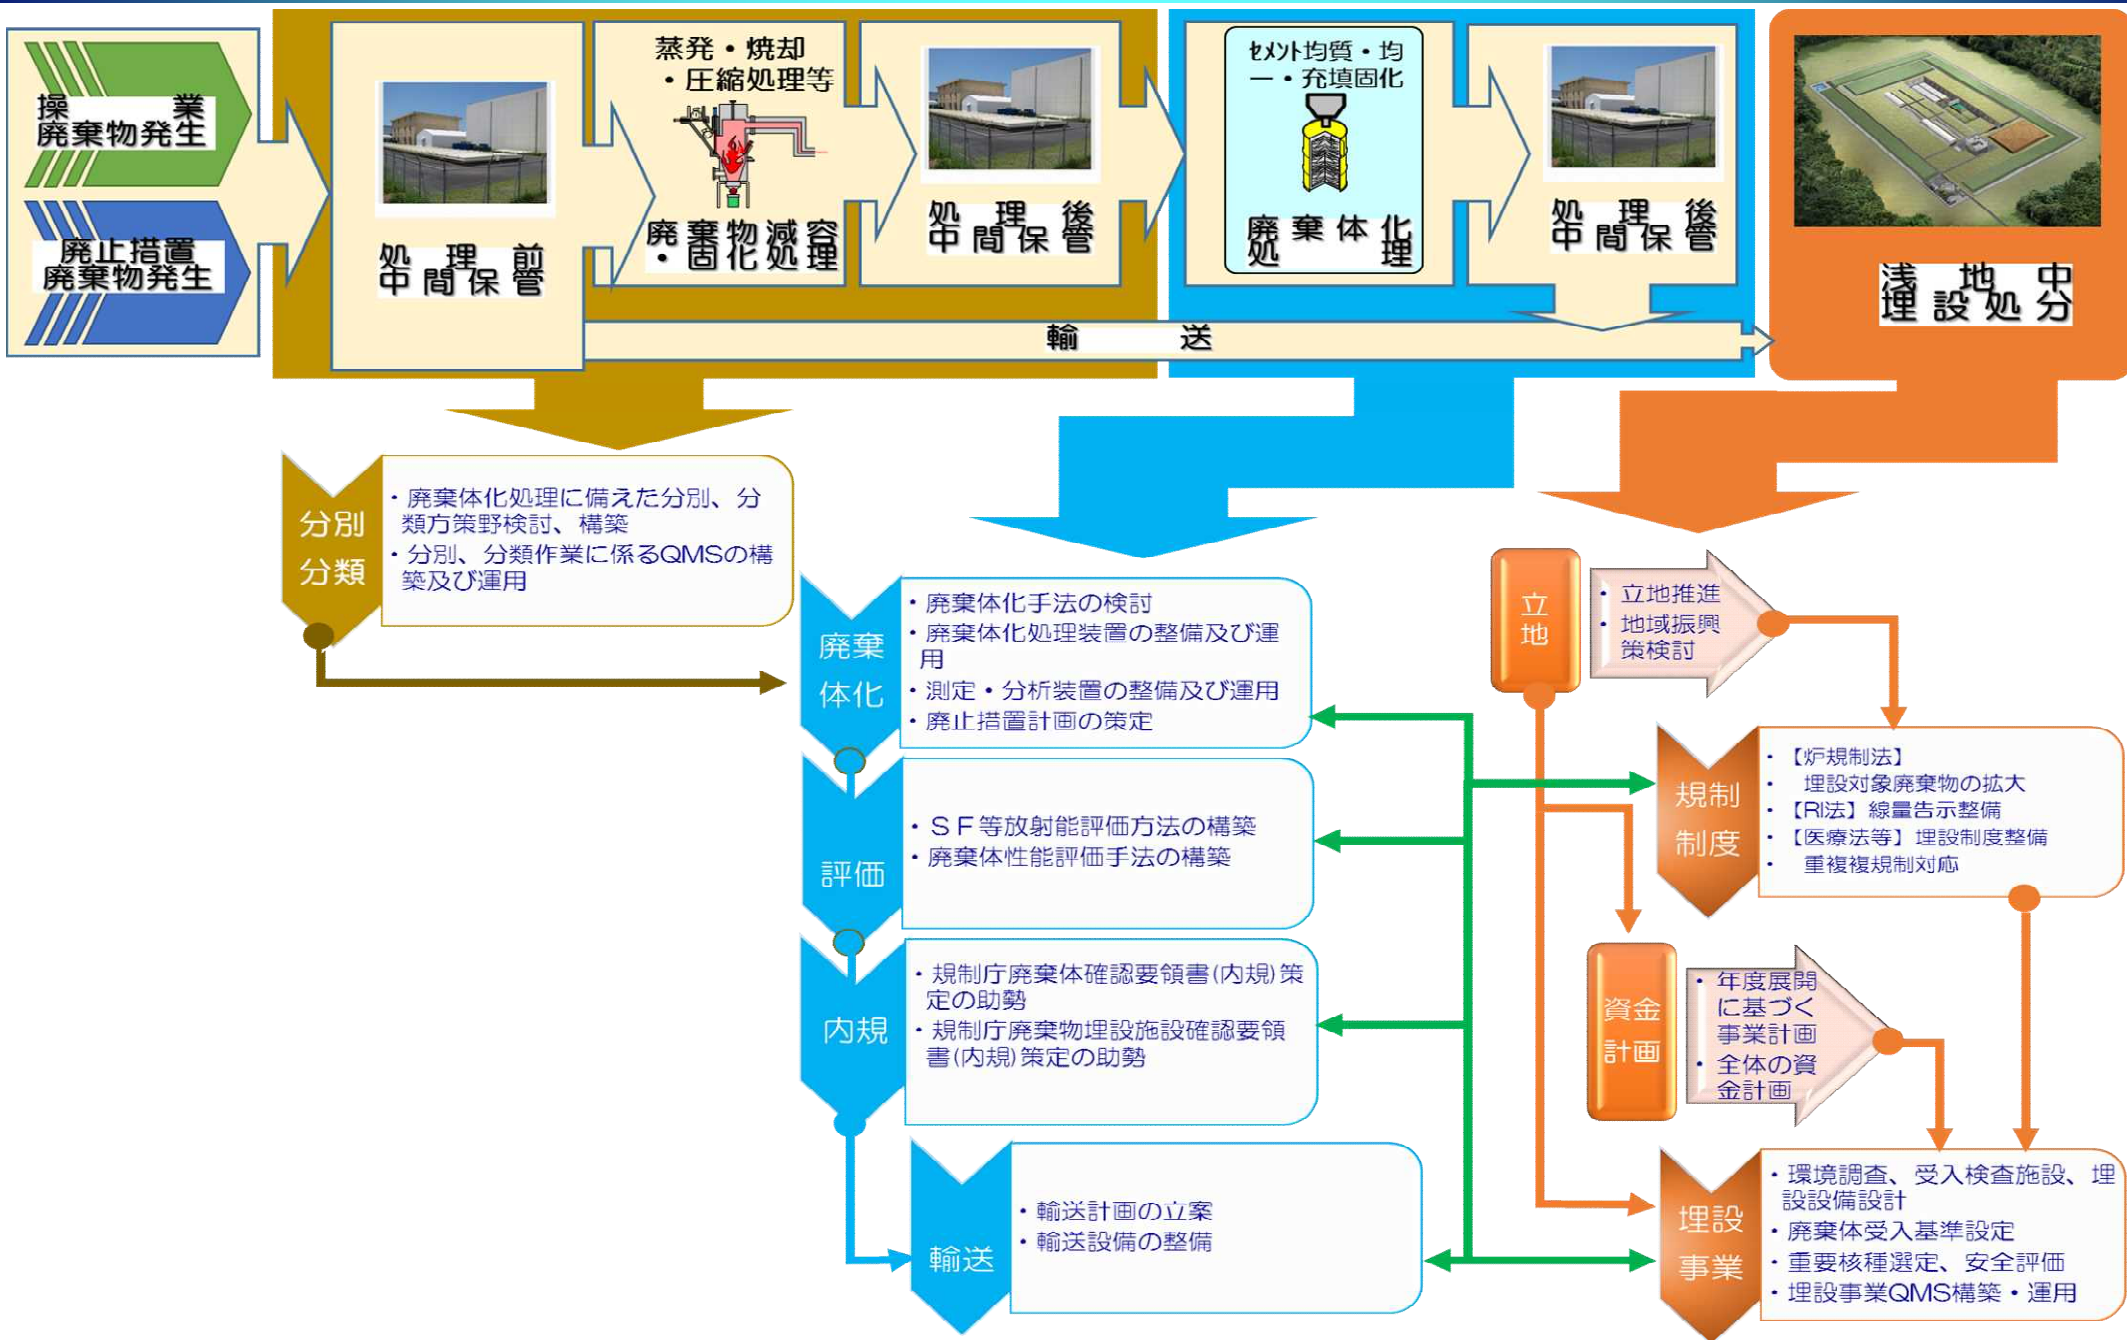 操業
廃棄物発生
廃止措置
廃棄物発生
処理前
中間保管
蒸発・焼却
・圧縮処理等
廃棄物減容
・固化処理
処理後
中間保管
ｾﾒﾝﾄ均質・均
一・充填固化
廃棄体化
処理
処理後
中間保管
輸送
浅地中
埋設処分
分別
分類
・廃棄体化処理に備えた分別、分
類方策野検討、構築
・分別、分類作業に係るQMSの構
築及び運用
廃棄
体化
・廃棄体化手法の検討
・廃棄体化処理装置の整備及び運
用
・測定・分析装置の整備及び運用
・廃止措置計画の策定
評価
・ＳＦ等放射能評価方法の構築
・廃棄体性能評価手法の構築
内規
・規制庁廃棄体確認要領書(内規)策
定の助勢
・規制庁廃棄物埋設施設確認要領
書(内規)策定の助勢
輸送
・輸送計画の立案
・輸送設備の整備
立
地
・立地推進
・地域振興
策検討
規制
制度
・【炉規制法】
・ 埋設対象廃棄物の拡大
・【RI法】線量告示整備
・【医療法等】埋設制度整備
・ 重複複規制対応
資金
計画
・年度展開
に基づく
事業計画
・全体の資
金計画
埋設
事業
・環境調査、受入検査施設、埋
設設備設計
・廃棄体受入基準設定
・重要核種選定、安全評価
・埋設事業QMS構築・運用